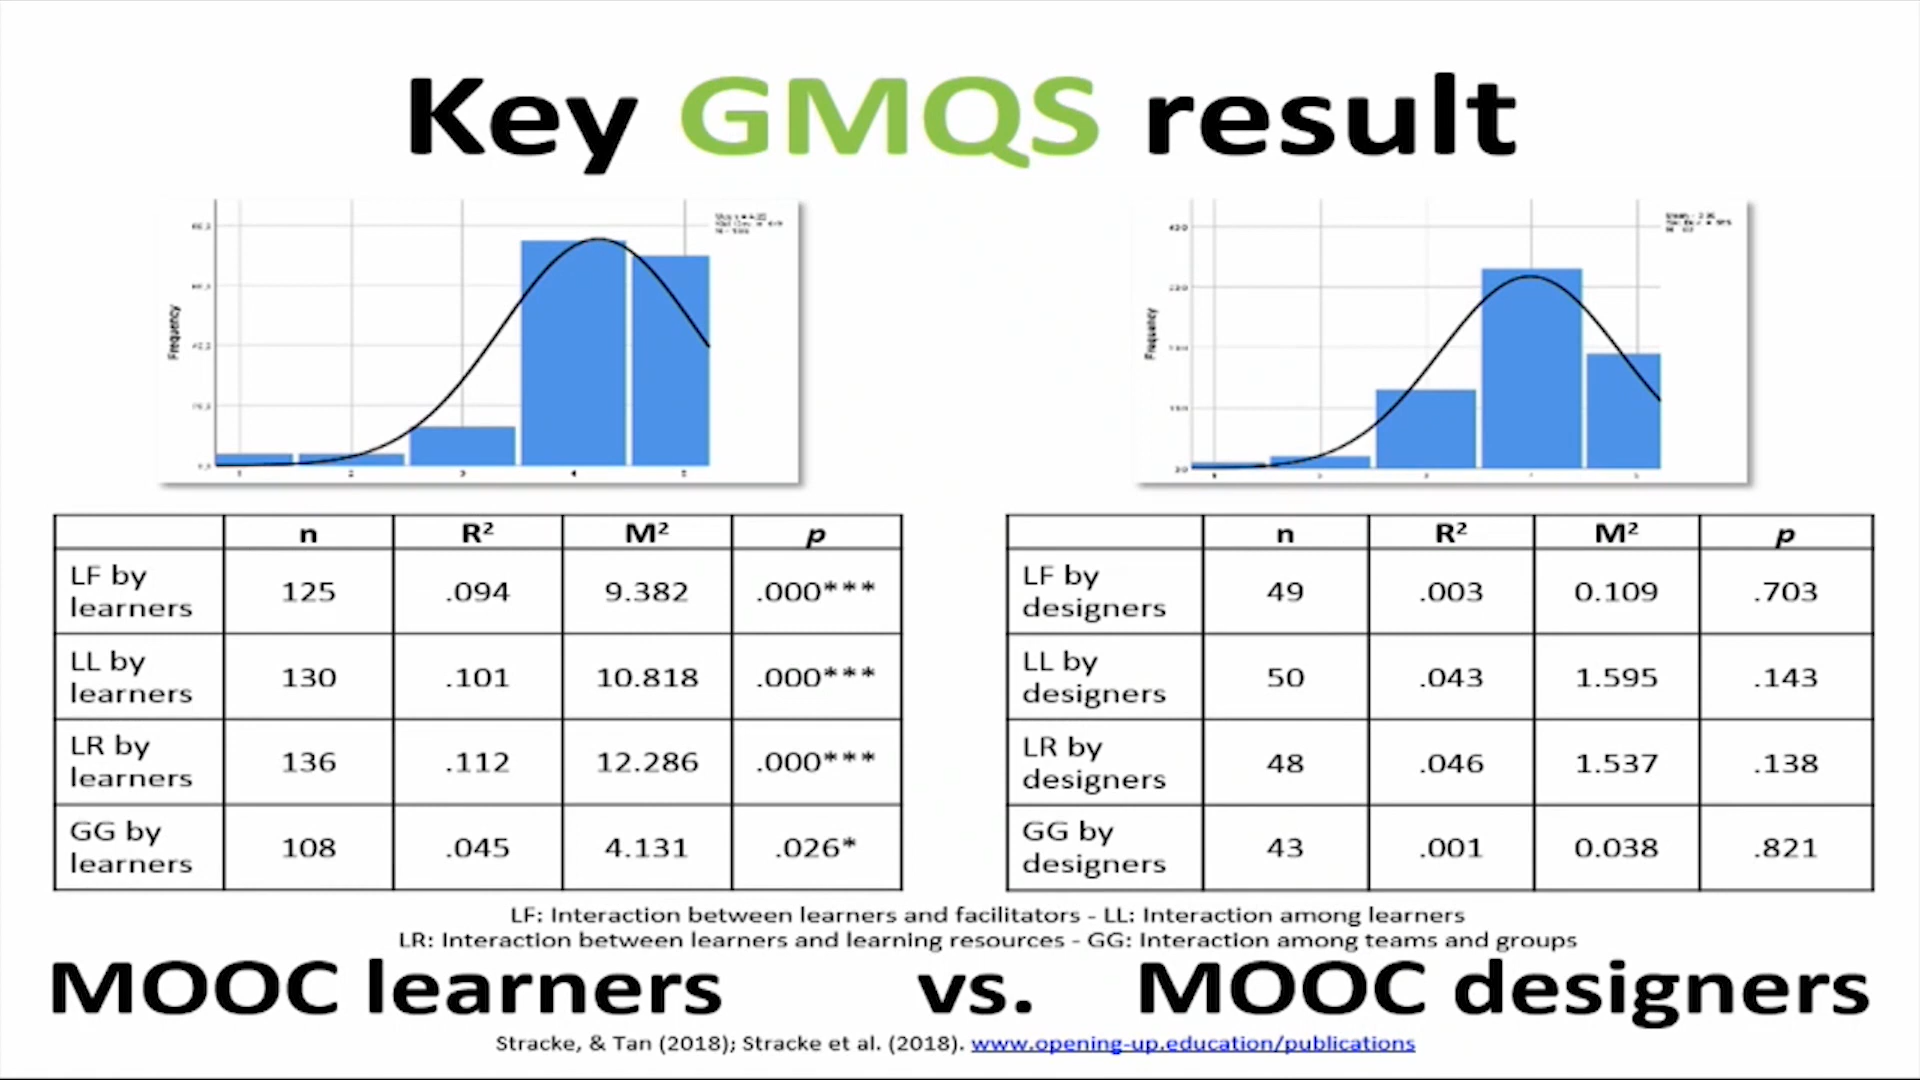 Key GMQS result
Frequency
1 2 3 4 5
Frequency
n R² M² p
LF by learners 125 .094 9.382 .000***
LL by learners 130 .101 10.818 .000***
LR by learners 136 .112 12.286 .000***
GG by learners 108 .045 4.131 .026*
n R² M² p
LF by designers 49 .003 0.109 .703
LL by designers 50 .043 1.595 .143
LR by designers 48 .046 1.537 .138
GG by designers 43 .001 0.038 .821
LF: Interaction between learners and facilitators - LL: Interaction among learners
LR: Interaction between learners and learning resources - GG: Interaction among teams and groups
MOOC learners vs. MOOC designers
Stracke, & Tan (2018); Stracke et al. (2018). www.opening-up.education/publications